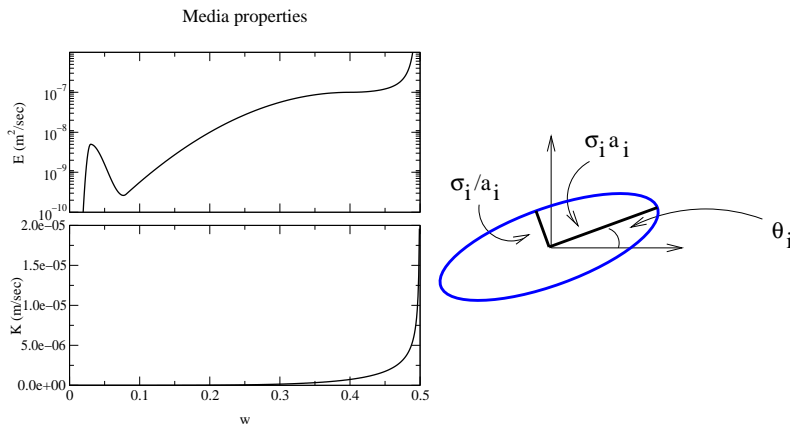 Media properties
E (m²/sec)
10⁻⁷
10⁻⁸
10⁻⁹
10⁻¹⁰
K (m/sec)
2.0e−05
1.5e−05
1.0e−05
5.0e−06
0.0e+00
0 0.1 0.2 0.3 0.4 0.5
w
σᵢ/aᵢ
σᵢ aᵢ
θᵢ